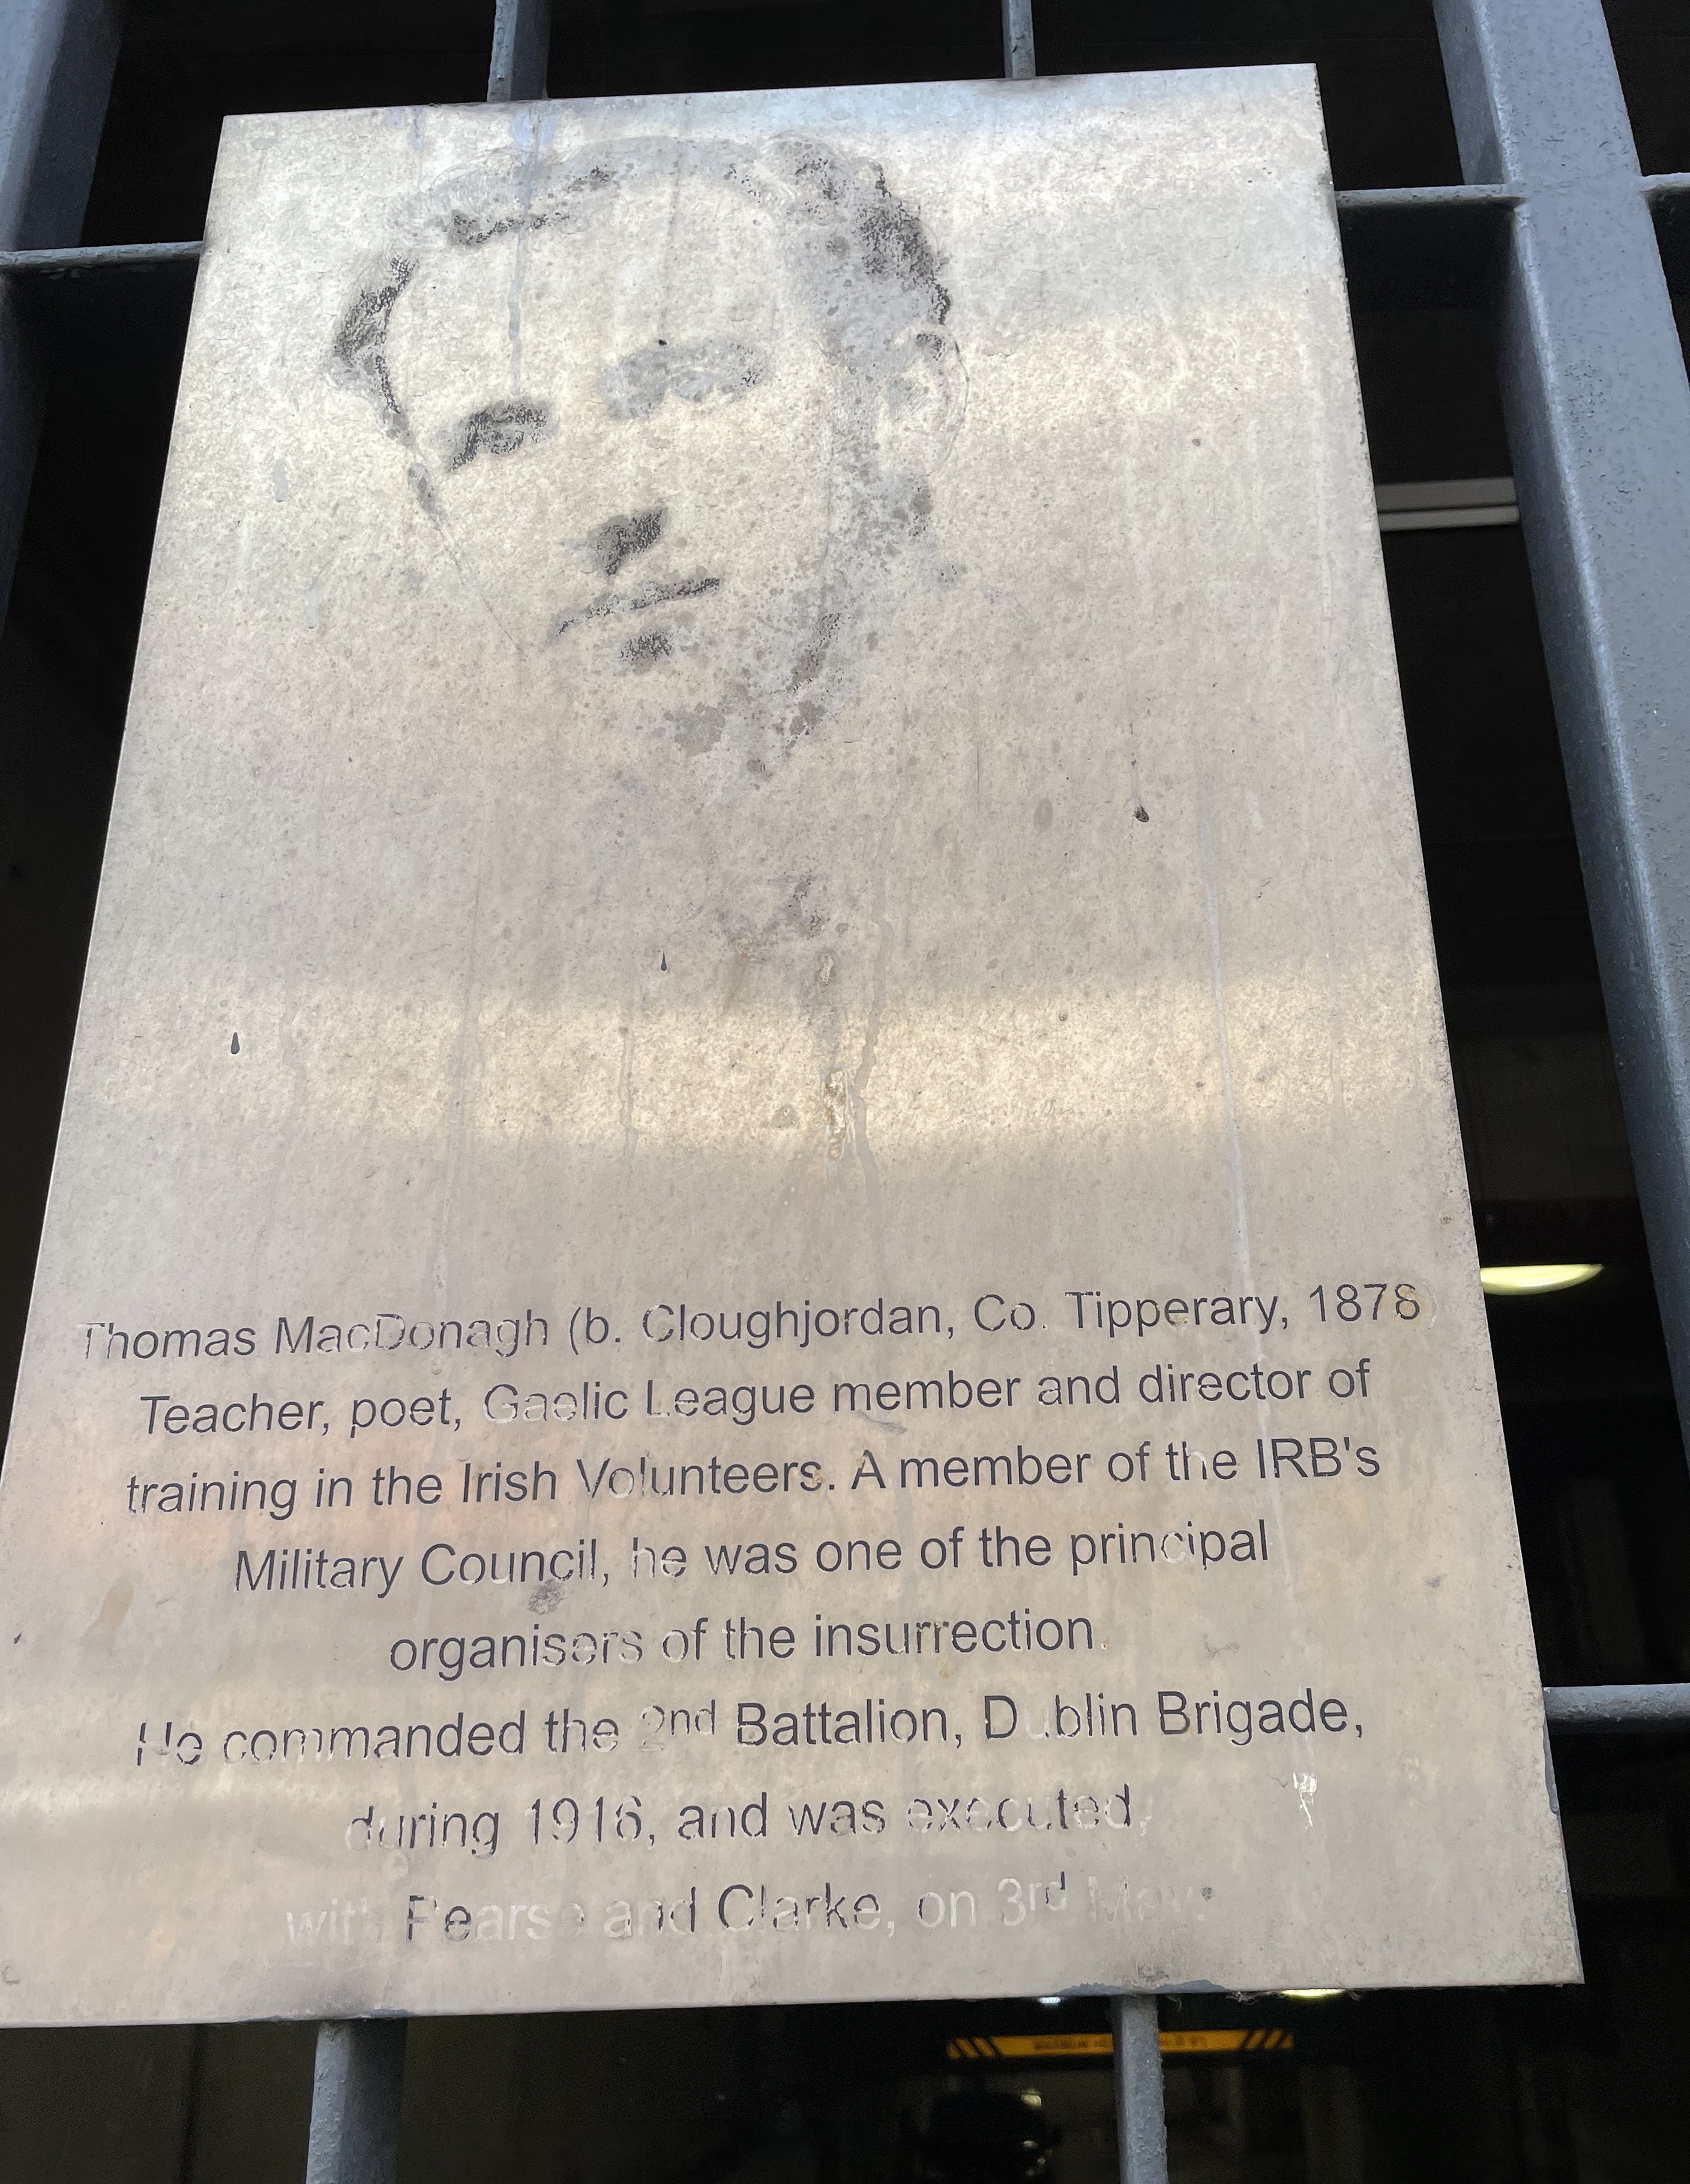 Thomas MacDonagh (b. Cloughjordan, Co. Tipperary, 1878)
Teacher, poet, Gaelic League member and director of
training in the Irish Volunteers. A member of the IRB's
Military Council, he was one of the principal
organisers of the insurrection.
He commanded the 2nd Battalion, Dublin Brigade,
during 1916, and was executed,
with Pearse and Clarke, on 3rd May.